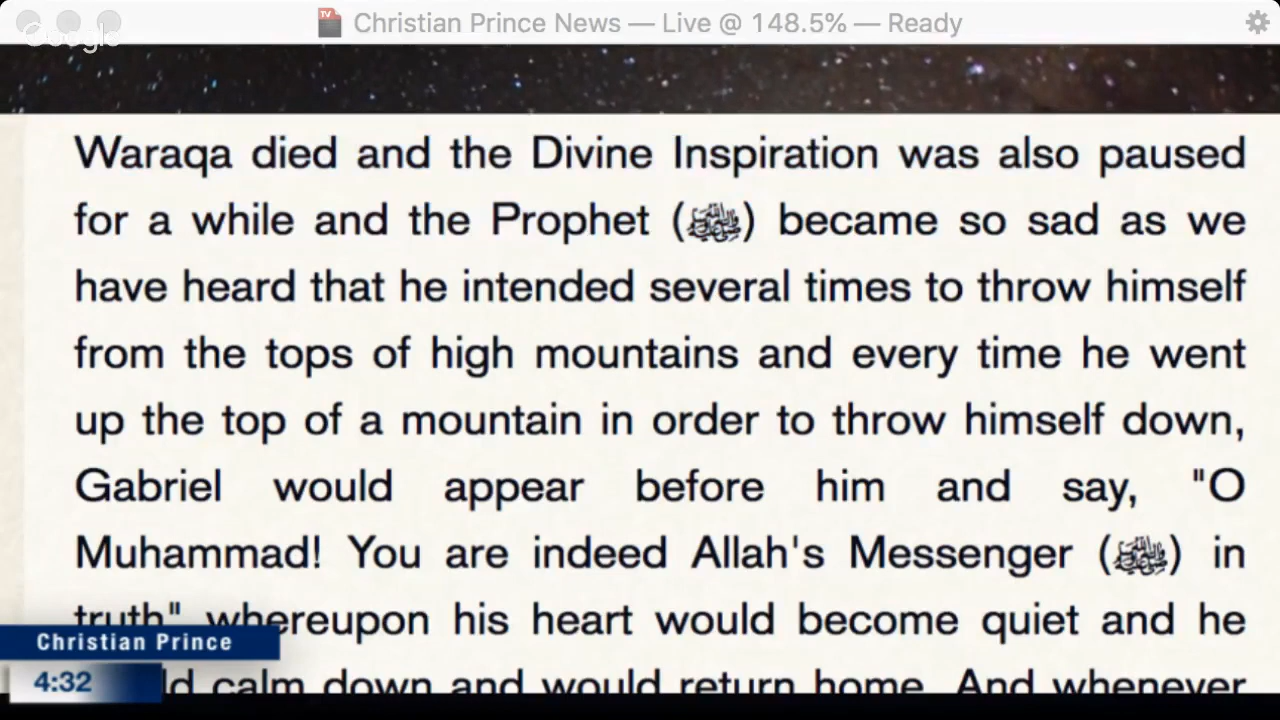 Christian Prince News — Live @ 148.5% — Ready
Google
Waraqa died and the Divine Inspiration was also paused
for a while and the Prophet (ﷺ) became so sad as we
have heard that he intended several times to throw himself
from the tops of high mountains and every time he went
up the top of a mountain in order to throw himself down,
Gabriel would appear before him and say, "O
Muhammad! You are indeed Allah's Messenger (ﷺ) in
truth" whereupon his heart would become quiet and he
calm down and would return home. And whenever
Christian Prince
4:32